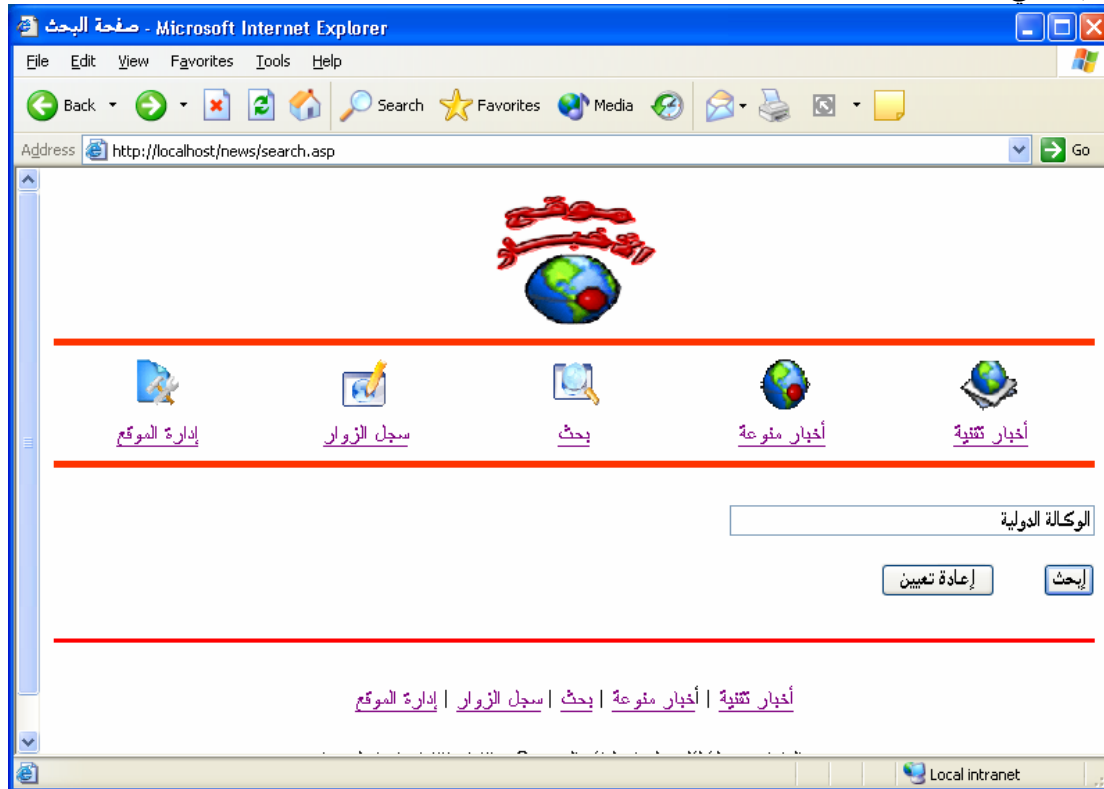 صفحة البحث - Microsoft Internet Explorer
File Edit View Favorites Tools Help
Back Search Favorites Media
Address http://localhost/news/search.asp Go
موقع
الأخبار
أخبار تقنية أخبار منوعة بحث سجل الزوار إدارة الموقع
الوكالة الدولية
إبحث إعادة تعيين
أخبار تقنية | أخبار منوعة | بحث | سجل الزوار | إدارة الموقع
Local intranet